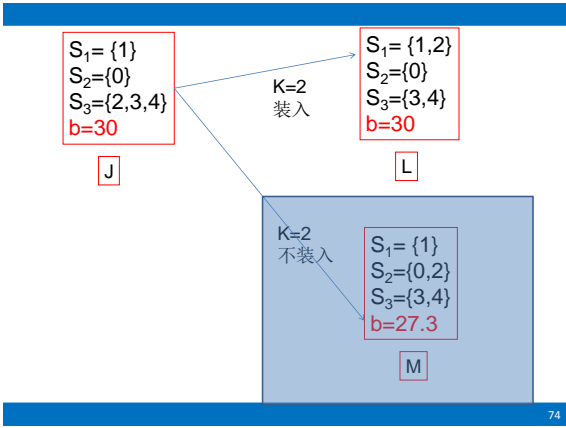 S₁= {1}
S₂={0}
S₃={2,3,4}
b=30
J
K=2
装入
S₁= {1,2}
S₂={0}
S₃={3,4}
b=30
L
K=2
不装入
S₁= {1}
S₂={0,2}
S₃={3,4}
b=27.3
M
74